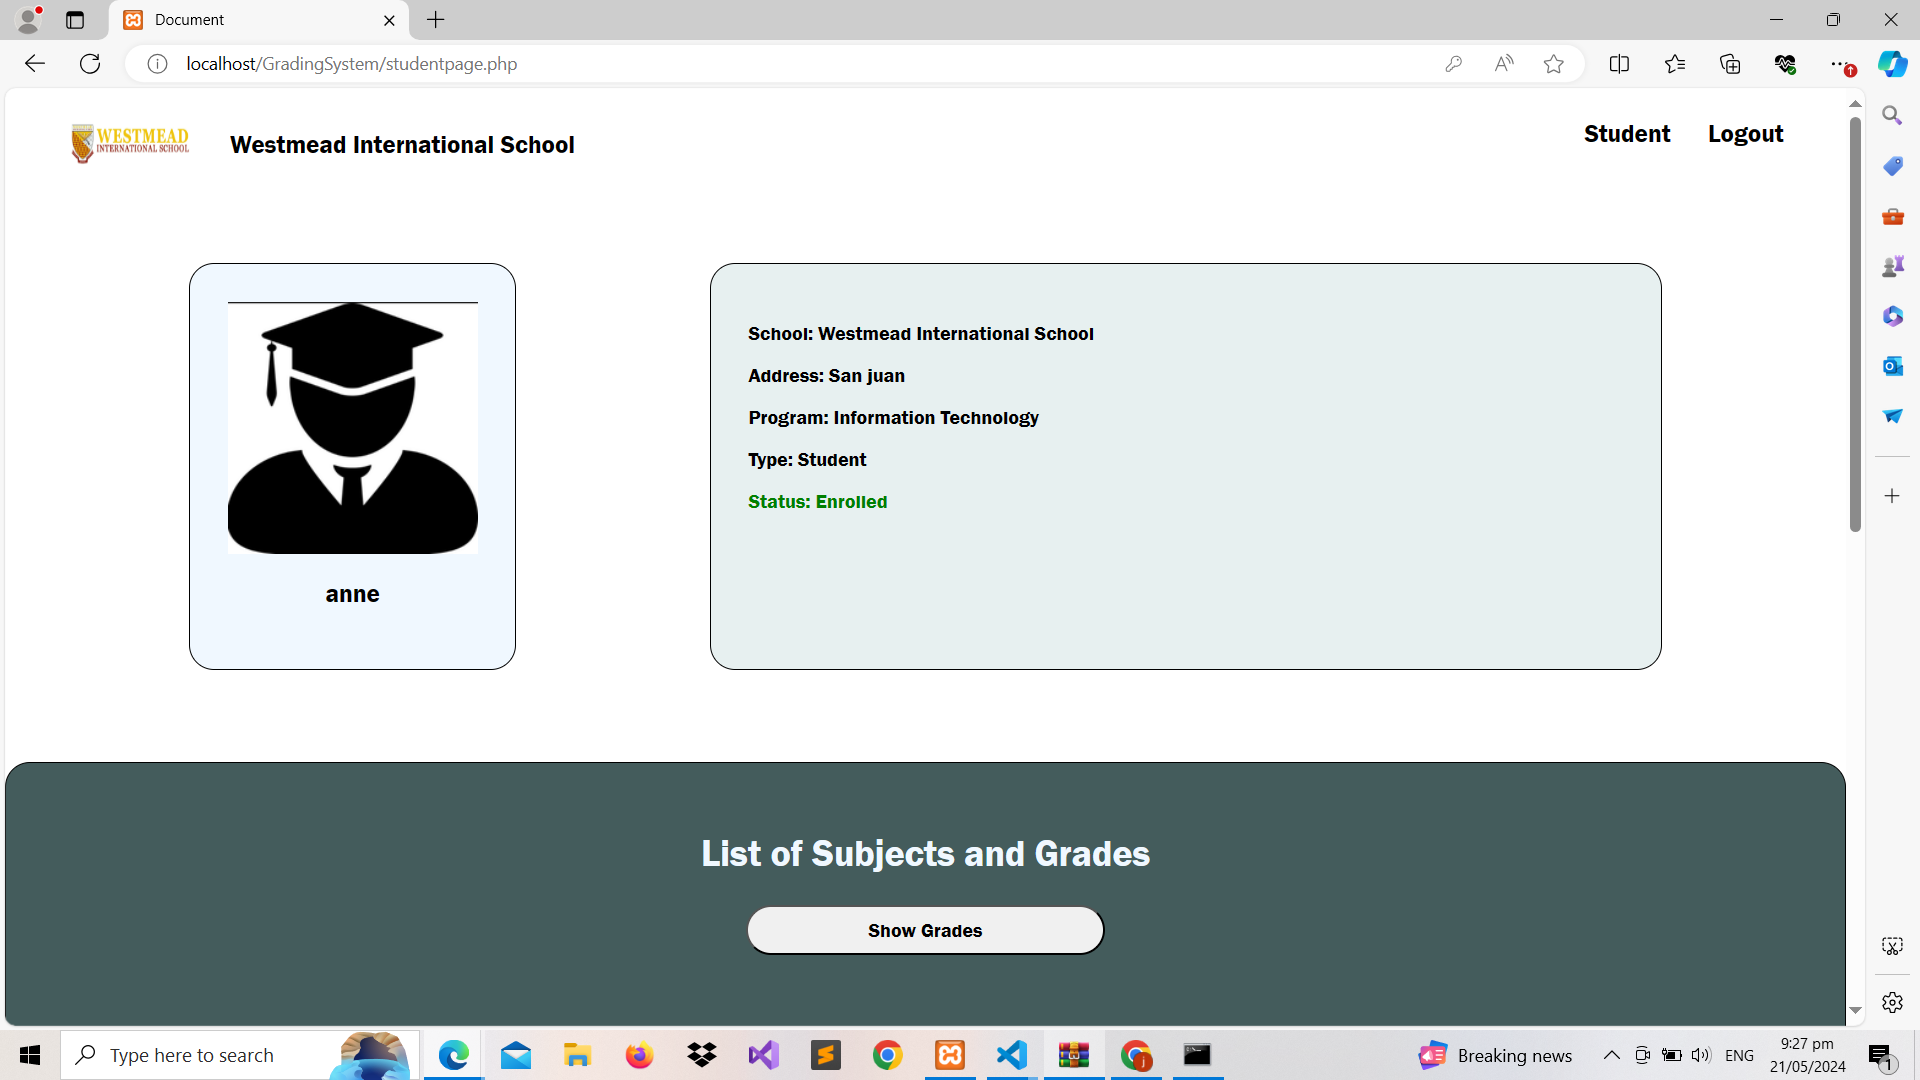 Document
localhost/GradingSystem/studentpage.php
WESTMEAD
INTERNATIONAL SCHOOL
Westmead International School
Student
Logout
anne
School: Westmead International School
Address: San juan
Program: Information Technology
Type: Student
Status: Enrolled
List of Subjects and Grades
Show Grades
Type here to search
Breaking news
ENG
9:27 pm
21/05/2024
1